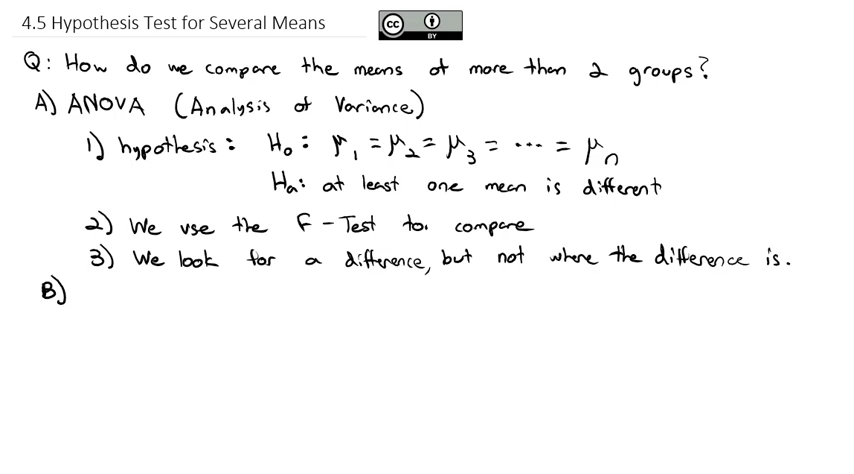 4.5 Hypothesis Test for Several Means
cc BY
Q: How do we compare the means of more than 2 groups?
A) ANOVA (Analysis of Variance)
1) hypothesis: H₀: μ₁ = μ₂ = μ₃ = ... = μₙ
Hₐ: at least one mean is different
2) We use the F-Test to compare
3) We look for a difference, but not where the difference is.
B)